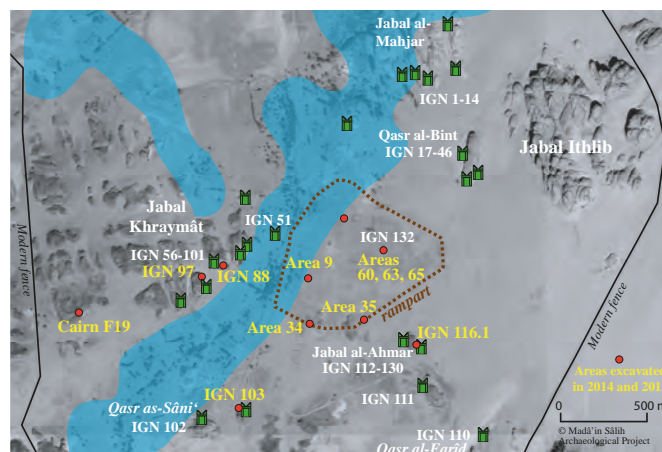 Jabal al-
Mahjar
IGN 1-14
Qasr al-Bint
IGN 17-46
Jabal Ithlib
Jabal
Khraymât
IGN 51
IGN 56-101
IGN 97
IGN 88
IGN 132
Areas
60, 63, 65
Area 9
rampart
Modern fence
Modern fence
Cairn F19
Area 34
Area 35
IGN 116.1
Jabal al-Ahmar
IGN 112-130
IGN 111
IGN 103
Qasr as-Sâni‘
IGN 102
IGN 110
Qasr al-Farîd
Areas excavated
in 2014 and 201
0
500 m
© Madâ’in Sâlih
Archaeological Project